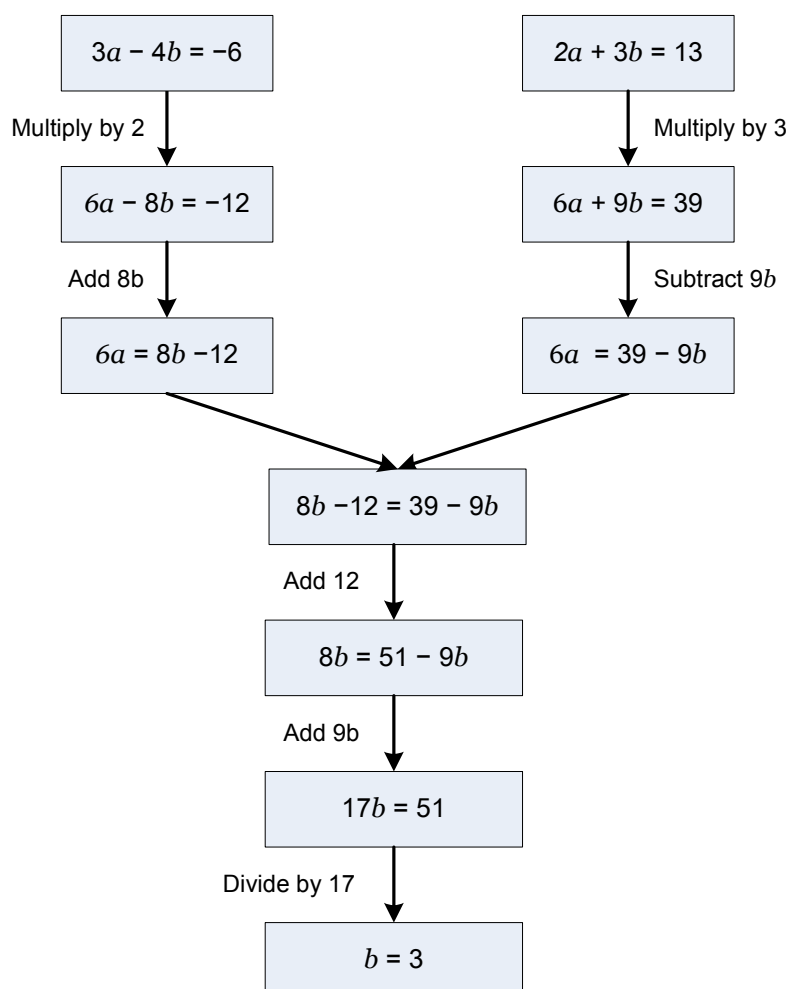 3a − 4b = −6
2a + 3b = 13
Multiply by 2
Multiply by 3
6a − 8b = −12
6a + 9b = 39
Add 8b
Subtract 9b
6a = 8b −12
6a = 39 − 9b
8b −12 = 39 − 9b
Add 12
8b = 51 − 9b
Add 9b
17b = 51
Divide by 17
b = 3